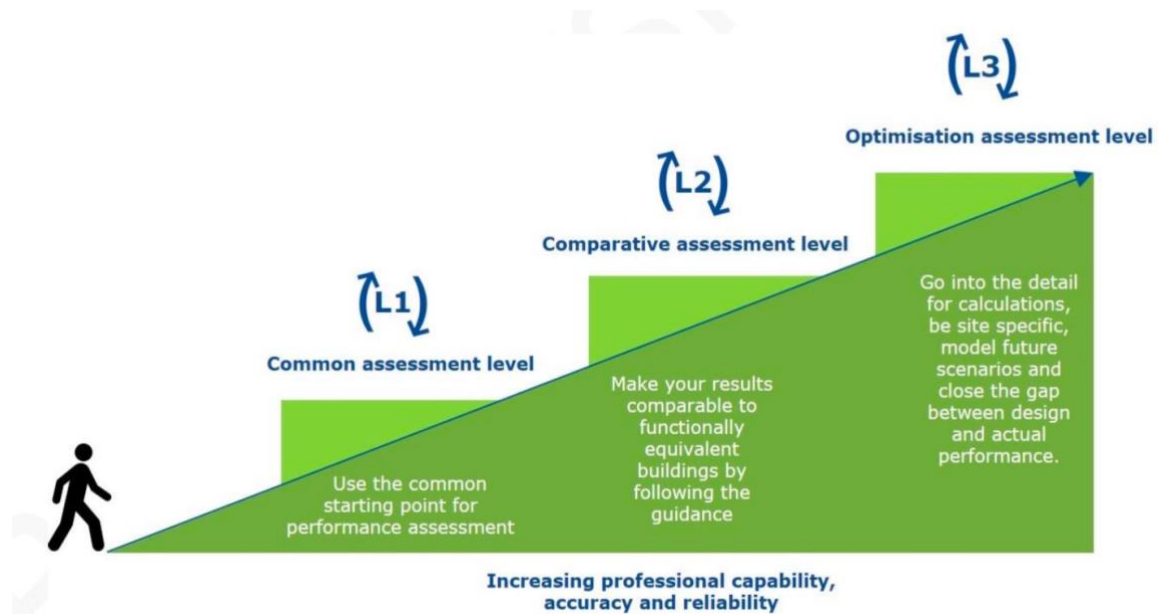 L3
Optimisation assessment level
L2
Comparative assessment level
L1
Common assessment level
Use the common
starting point for
performance assessment
Make your results
comparable to
functionally
equivalent
buildings by
following the
guidance
Go into the detail
for calculations,
be site specific,
model future
scenarios and
close the gap
between design
and actual
performance.
Increasing professional capability,
accuracy and reliability